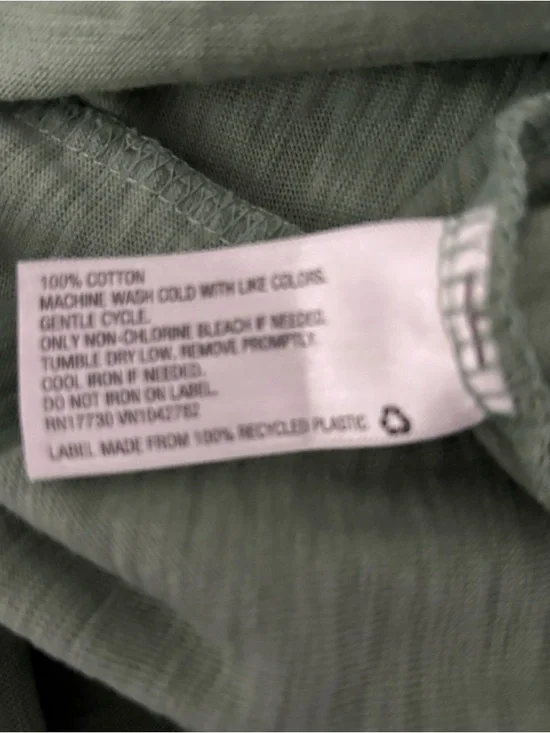 100% COTTON
MACHINE WASH COLD WITH LIKE COLORS.
GENTLE CYCLE.
ONLY NON-CHLORINE BLEACH IF NEEDED.
TUMBLE DRY LOW. REMOVE PROMPTLY.
COOL IRON IF NEEDED.
DO NOT IRON ON LABEL.
RN17730 VN1042762
LABEL MADE FROM 100% RECYCLED PLASTIC